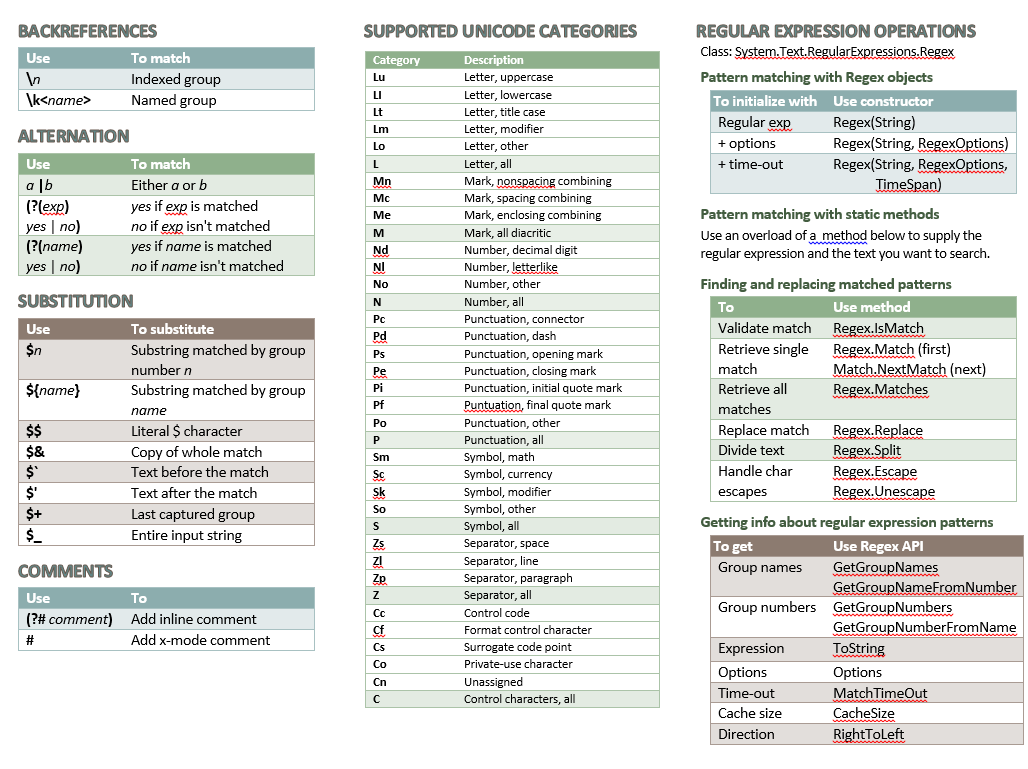 BACKREFERENCES
Use To match
\n Indexed group
\k<name> Named group
ALTERNATION
Use To match
a |b Either a or b
(?(exp) yes if exp is matched
yes | no) no if exp isn't matched
(?(name) yes if name is matched
yes | no) no if name isn't matched
SUBSTITUTION
Use To substitute
$n Substring matched by group
number n
${name} Substring matched by group
name
$$ Literal $ character
$& Copy of whole match
$` Text before the match
$' Text after the match
$+ Last captured group
$_ Entire input string
COMMENTS
Use To
(?# comment) Add inline comment
# Add x-mode comment
SUPPORTED UNICODE CATEGORIES
Category Description
Lu Letter, uppercase
Ll Letter, lowercase
Lt Letter, title case
Lm Letter, modifier
Lo Letter, other
L Letter, all
Mn Mark, nonspacing combining
Mc Mark, spacing combining
Me Mark, enclosing combining
M Mark, all diacritic
Nd Number, decimal digit
Nl Number, letterlike
No Number, other
N Number, all
Pc Punctuation, connector
Pd Punctuation, dash
Ps Punctuation, opening mark
Pe Punctuation, closing mark
Pi Punctuation, initial quote mark
Pf Puntuation, final quote mark
Po Punctuation, other
P Punctuation, all
Sm Symbol, math
Sc Symbol, currency
Sk Symbol, modifier
So Symbol, other
S Symbol, all
Zs Separator, space
Zl Separator, line
Zp Separator, paragraph
Z Separator, all
Cc Control code
Cf Format control character
Cs Surrogate code point
Co Private-use character
Cn Unassigned
C Control characters, all
REGULAR EXPRESSION OPERATIONS
Class: System.Text.RegularExpressions.Regex
Pattern matching with Regex objects
To initialize with Use constructor
Regular exp Regex(String)
+ options Regex(String, RegexOptions)
+ time-out Regex(String, RegexOptions,
TimeSpan)
Pattern matching with static methods
Use an overload of a method below to supply the
regular expression and the text you want to search.
Finding and replacing matched patterns
To Use method
Validate match Regex.IsMatch
Retrieve single Regex.Match (first)
match Match.NextMatch (next)
Retrieve all Regex.Matches
matches
Replace match Regex.Replace
Divide text Regex.Split
Handle char Regex.Escape
escapes Regex.Unescape
Getting info about regular expression patterns
To get Use Regex API
Group names GetGroupNames
GetGroupNameFromNumber
Group numbers GetGroupNumbers
GetGroupNumberFromName
Expression ToString
Options Options
Time-out MatchTimeOut
Cache size CacheSize
Direction RightToLeft